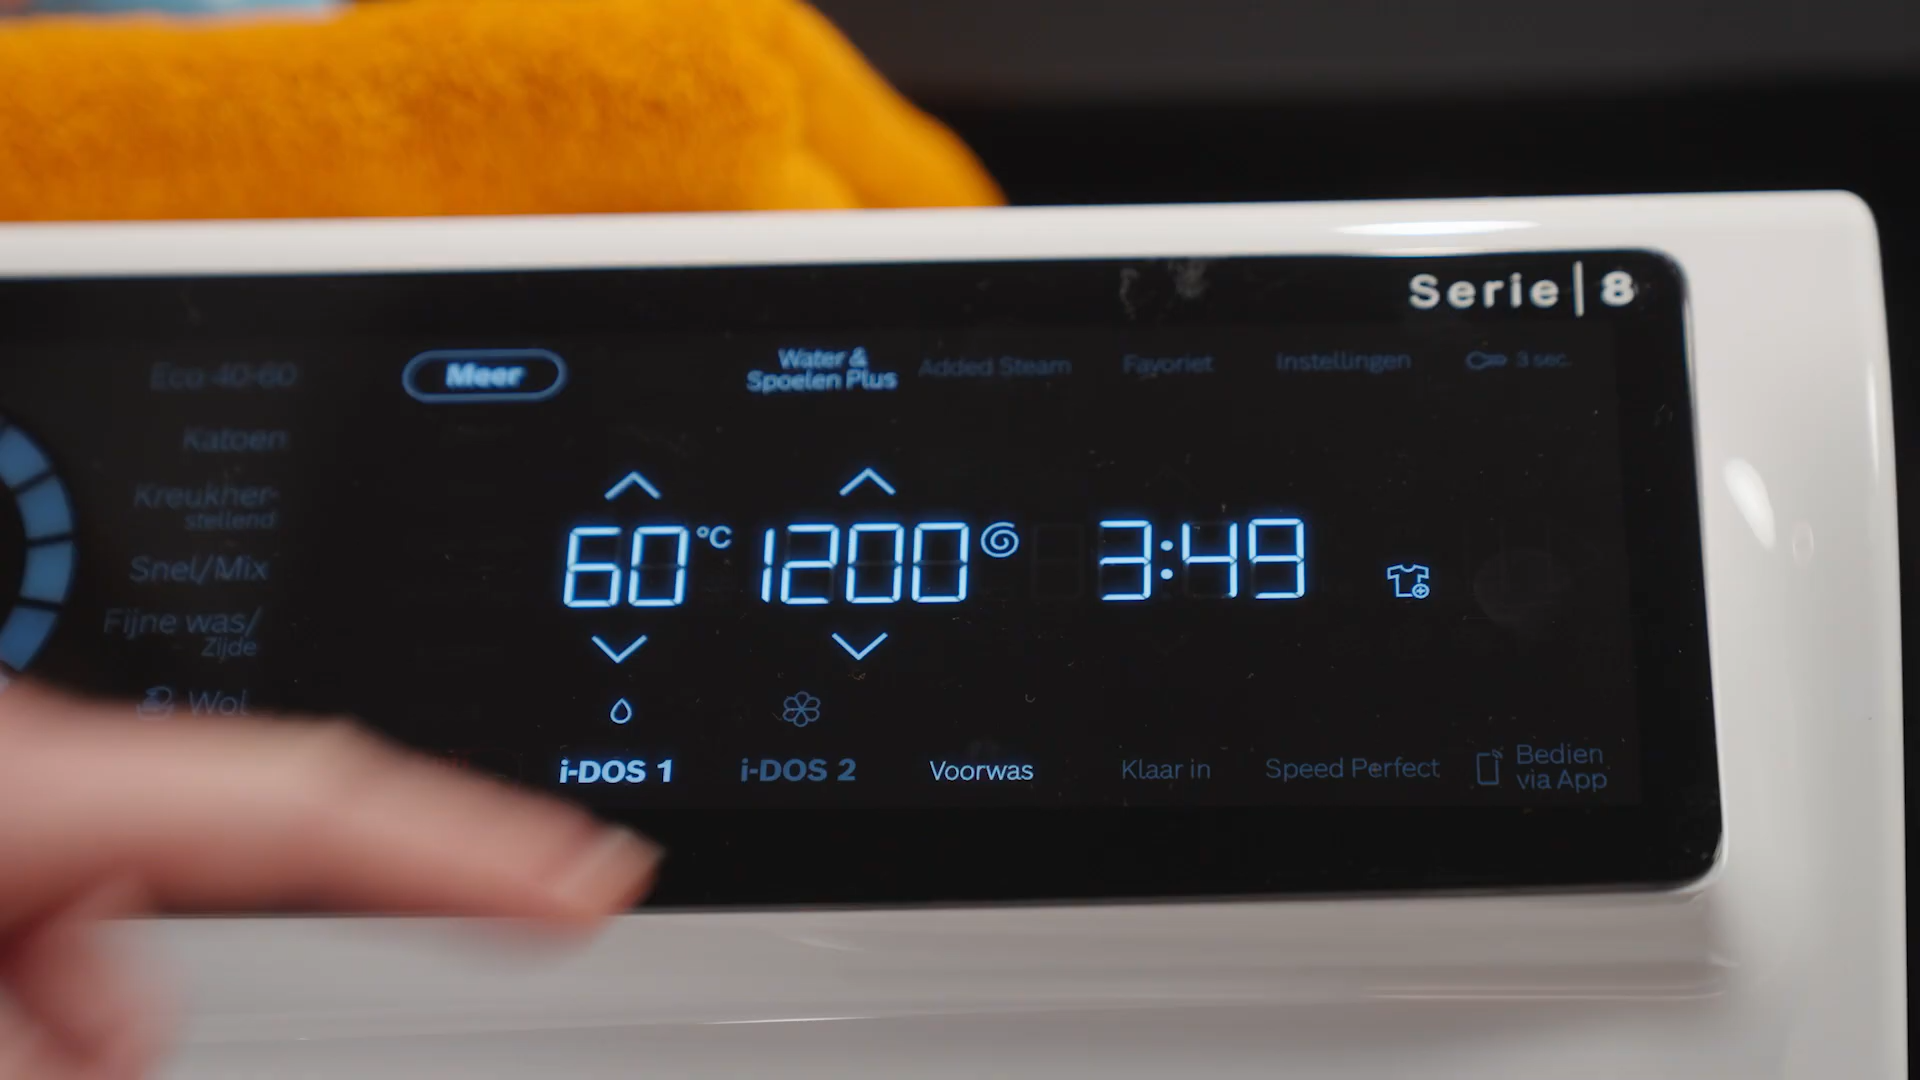 Serie | 8
Eco 40-60
Meer
Water &
Spoelen Plus
Added Steam
Favoriet
Instellingen
3 sec.
Katoen
Kreukher-
stellend
Snel/Mix
Fijne was/
Zijde
Wol
60 °C
1200
3:49
i-DOS 1
i-DOS 2
Voorwas
Klaar in
Speed Perfect
Bedien
via App